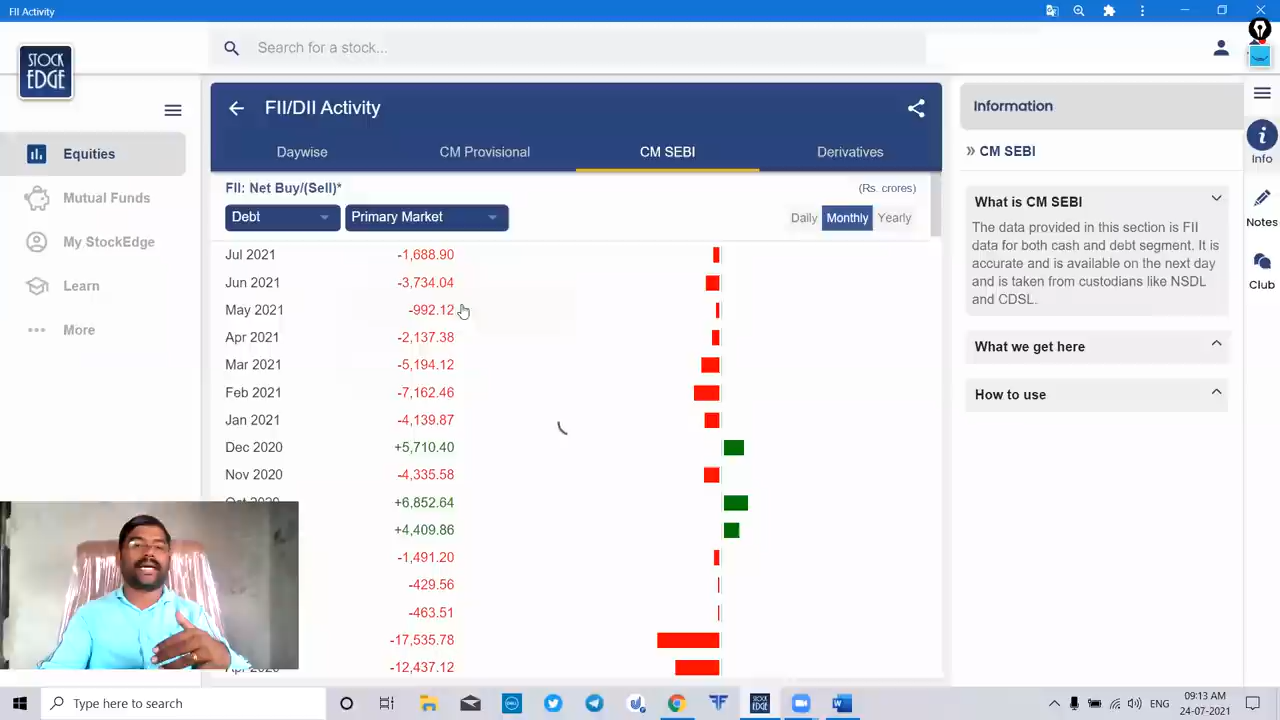 FII Activity
STOCK EDGE
Search for a stock...
Equities
Mutual Funds
My StockEdge
Learn
More
FII/DII Activity
Daywise CM Provisional CM SEBI Derivatives
FII: Net Buy/(Sell)* (Rs. crores)
Debt Primary Market Daily Monthly Yearly
Jul 2021 -1,688.90
Jun 2021 -3,734.04
May 2021 -992.12
Apr 2021 -2,137.38
Mar 2021 -5,194.12
Feb 2021 -7,162.46
Jan 2021 -4,139.87
Dec 2020 +5,710.40
Nov 2020 -4,335.58
Oct 2020 +6,852.64
+4,409.86
-1,491.20
-429.56
-463.51
-17,535.78
-12,437.12
Information
» CM SEBI
What is CM SEBI
The data provided in this section is FII
data for both cash and debt segment. It is
accurate and is available on the next day
and is taken from custodians like NSDL
and CDSL.
What we get here
How to use
Info
Notes
Club
Type here to search
ENG
09:13 AM
24-07-2021